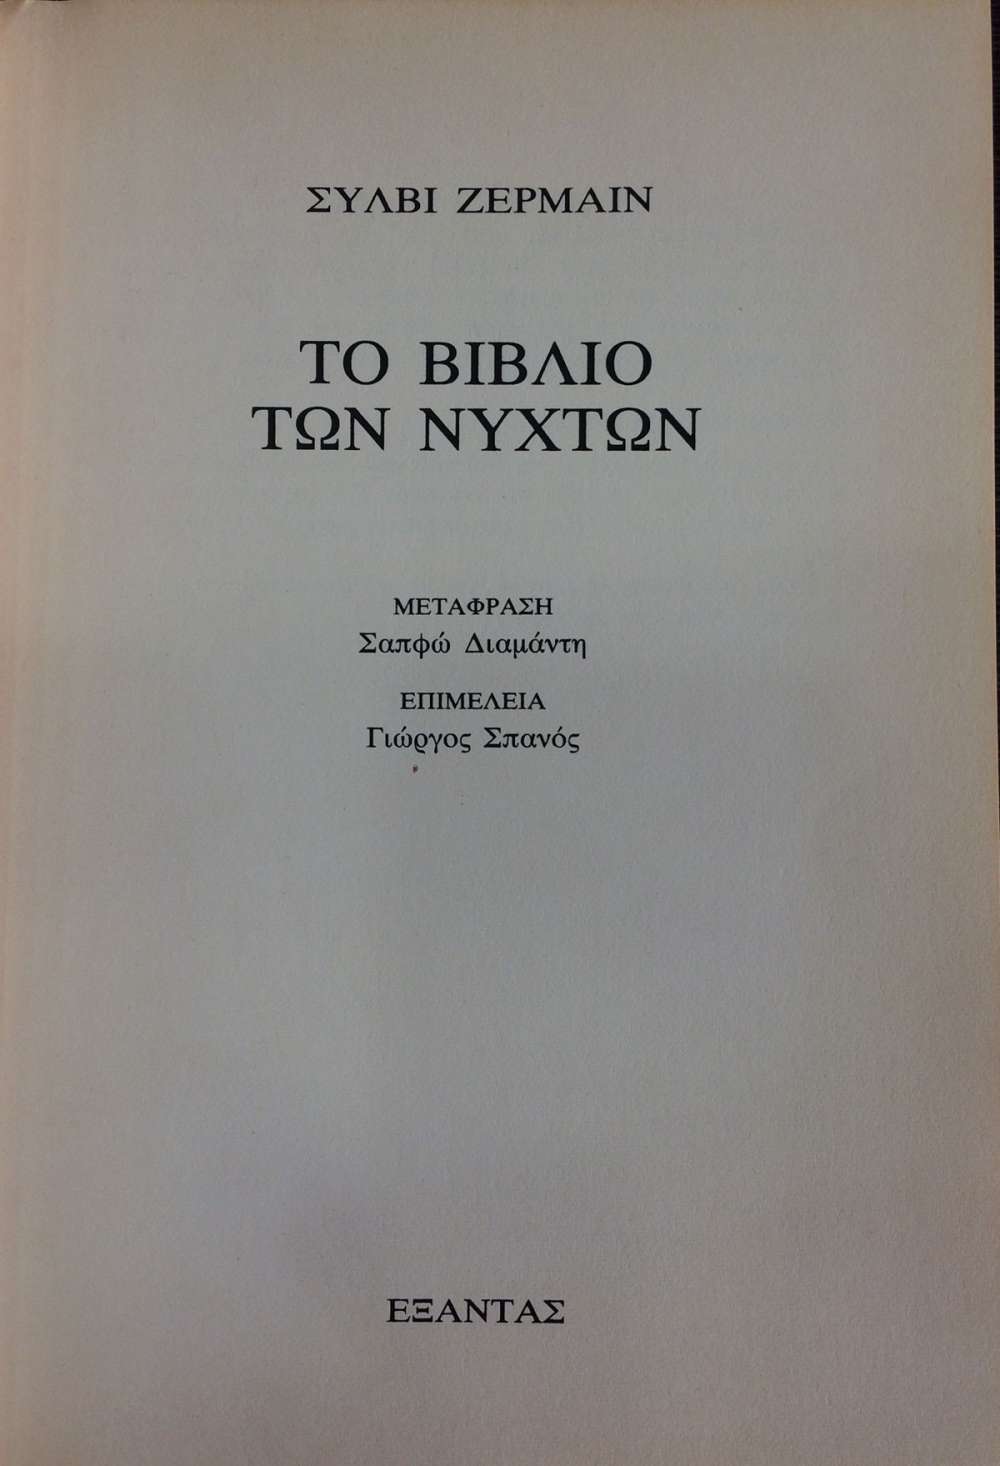 ΣΥΛΒΙ ΖΕΡΜΑΙΝ
ΤΟ ΒΙΒΛΙΟ
ΤΩΝ ΝΥΧΤΩΝ
ΜΕΤΑΦΡΑΣΗ
Σαπφώ Διαμάντη
ΕΠΙΜΕΛΕΙΑ
Γιώργος Σπανός
ΕΞΑΝΤΑΣ